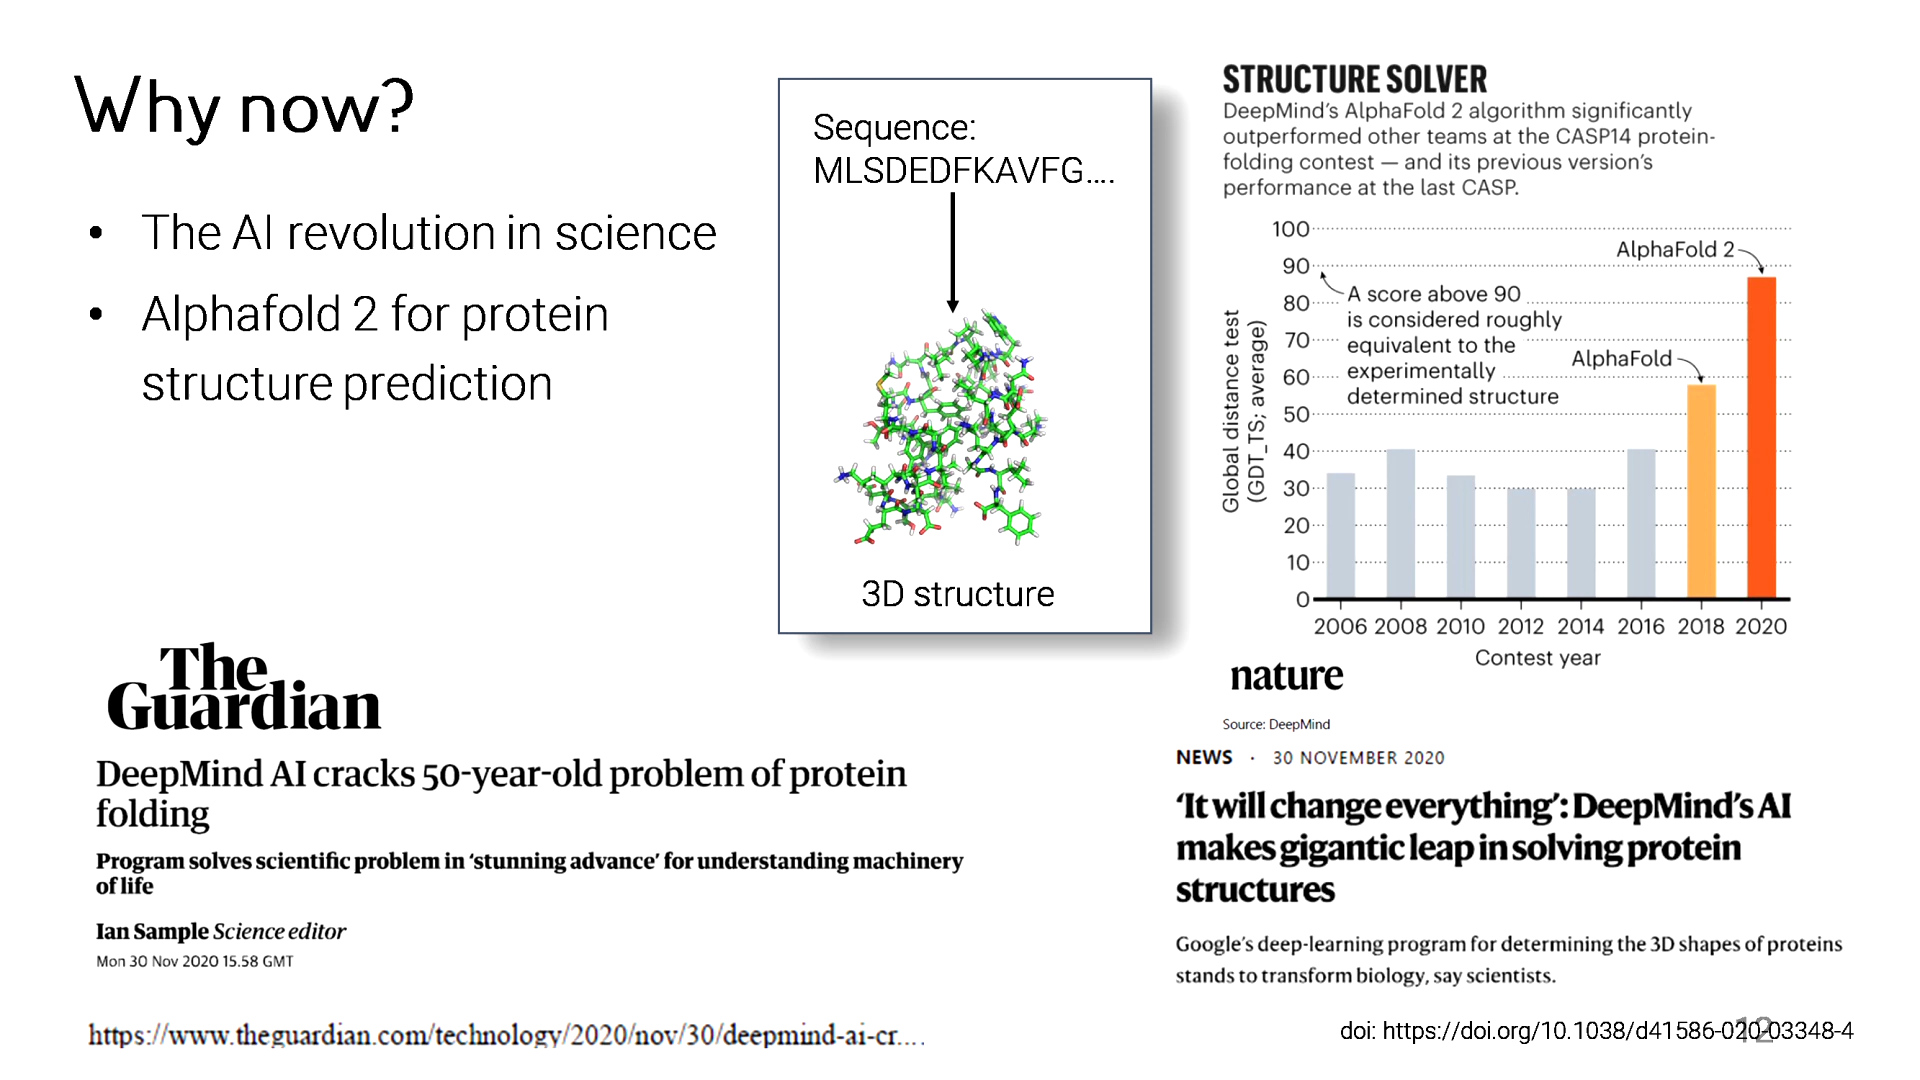 Why now?
• The AI revolution in science
• Alphafold 2 for protein
structure prediction
Sequence:
MLSDEDFKAVFG....
3D structure
STRUCTURE SOLVER
DeepMind's AlphaFold 2 algorithm significantly
outperformed other teams at the CASP14 protein-
folding contest — and its previous version's
performance at the last CASP.
Global distance test
(GDT_TS; average)
100
90
80
70
60
50
40
30
20
10
0
AlphaFold 2
A score above 90
is considered roughly
equivalent to the
experimentally
determined structure
AlphaFold
2006 2008 2010 2012 2014 2016 2018 2020
Contest year
nature
Source: DeepMind
The
Guardian
DeepMind AI cracks 50-year-old problem of protein
folding
Program solves scientific problem in 'stunning advance' for understanding machinery
of life
Ian Sample Science editor
Mon 30 Nov 2020 15.58 GMT
https://www.theguardian.com/technology/2020/nov/30/deepmind-ai-cr....
NEWS · 30 NOVEMBER 2020
'It will change everything': DeepMind's AI
makes gigantic leap in solving protein
structures
Google's deep-learning program for determining the 3D shapes of proteins
stands to transform biology, say scientists.
doi: https://doi.org/10.1038/d41586-020-03348-4
12